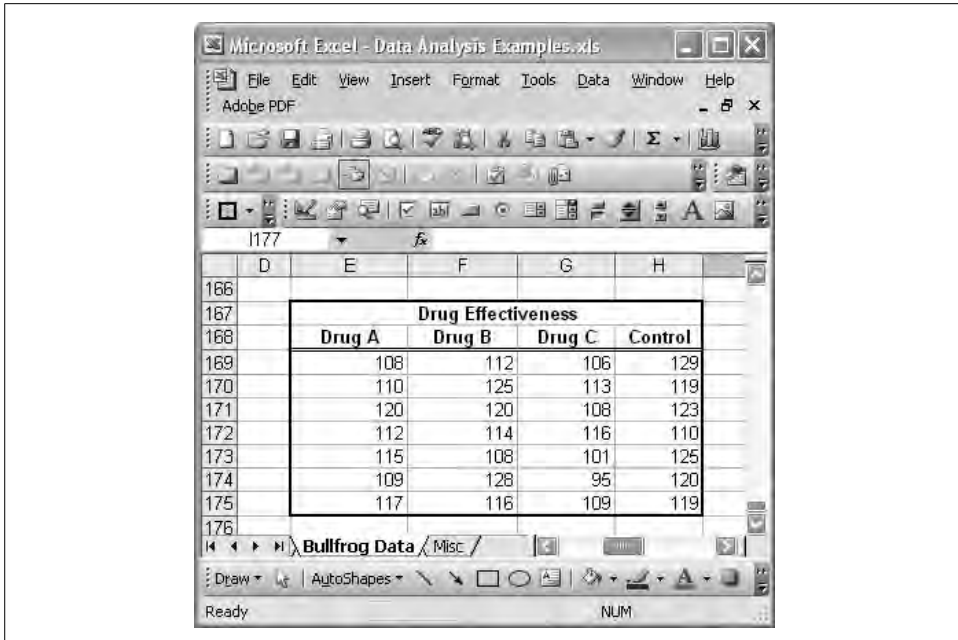 Microsoft Excel - Data Analysis Examples.xls
File Edit View Insert Format Tools Data Window Help
Adobe PDF
ABC Σ
ab| A
I177 fx
D E F G H
166
167 Drug Effectiveness
168 Drug A Drug B Drug C Control
169 108 112 106 129
170 110 125 113 119
171 120 120 108 123
172 112 114 116 110
173 115 108 101 125
174 109 128 95 120
175 117 116 109 119
176
Bullfrog Data Misc
Draw AutoShapes A
Ready NUM